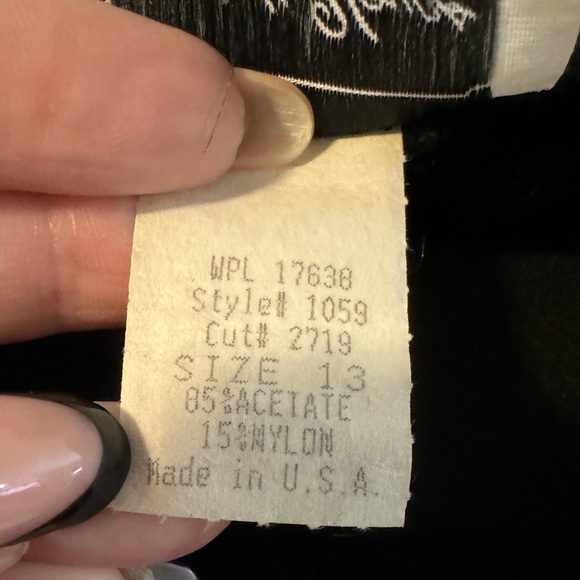 WPL 17638
Style# 1059
Cut# 2719
SIZE 13
85%ACETATE
15%NYLON
Made in U.S.A.